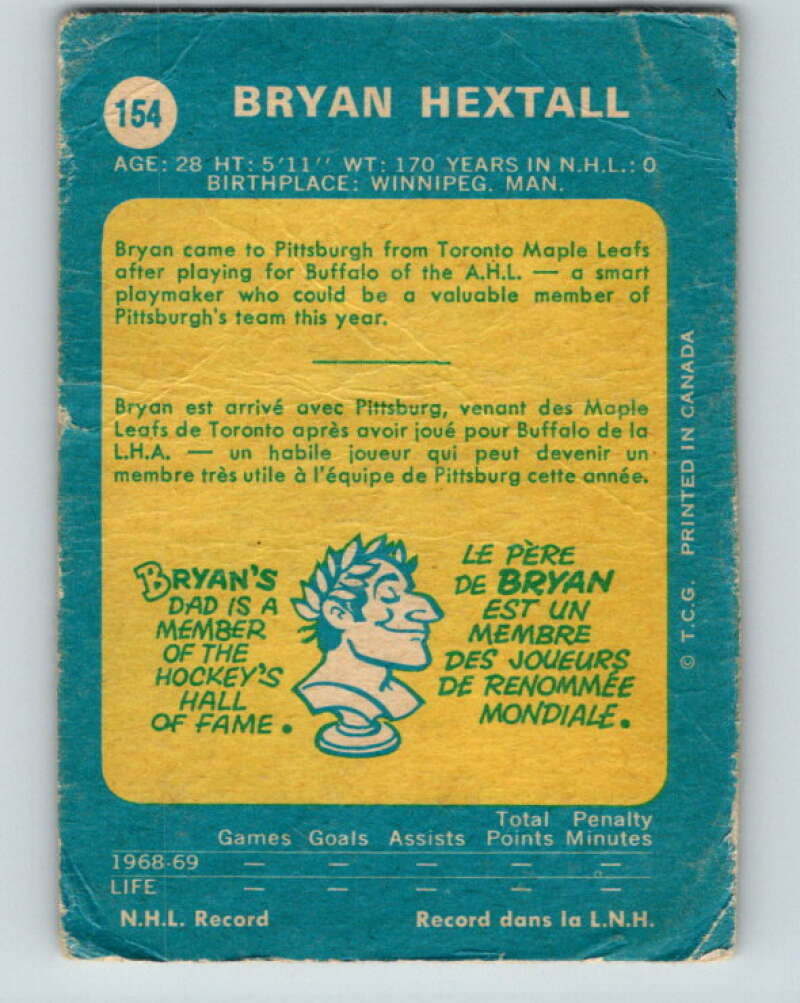 154
BRYAN HEXTALL
AGE: 28 HT: 5'11'' WT: 170 YEARS IN N.H.L.: 0
BIRTHPLACE: WINNIPEG. MAN.
Bryan came to Pittsburgh from Toronto Maple Leafs
after playing for Buffalo of the A.H.L. — a smart
playmaker who could be a valuable member of
Pittsburgh's team this year.
Bryan est arrivé avec Pittsburg, venant des Maple
Leafs de Toronto après avoir joué pour Buffalo de la
L.H.A. — un habile joueur qui peut devenir un
membre très utile à l'équipe de Pittsburg cette année.
BRYAN'S
DAD IS A
MEMBER
OF THE
HOCKEY'S
HALL
OF FAME.
LE PÈRE
DE BRYAN
EST UN
MEMBRE
DES JOUEURS
DE RENOMMÉE
MONDIALE.
© T.C.G. PRINTED IN CANADA
Total Penalty
Games Goals Assists Points Minutes
1968-69 — — — — —
LIFE — — — — —
N.H.L. Record Record dans la L.N.H.